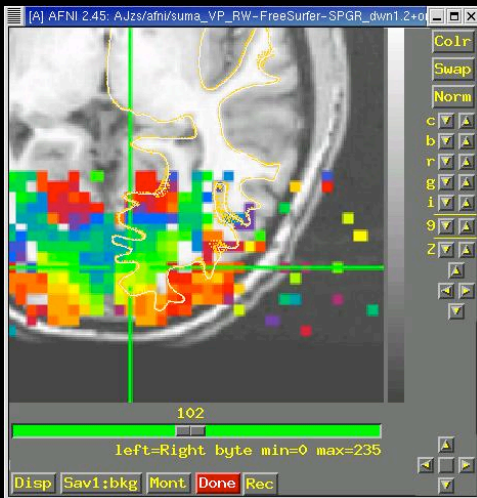 [A] AFNI 2.45: AJzs/afni/suma_VP_RW-FreeSurfer-SPGR_dwn1.2+or
Colr
Swap
Norm
c
b
r
g
i
9
Z
102
left=Right byte min=0 max=235
Disp Sav1:bkg Mont Done Rec